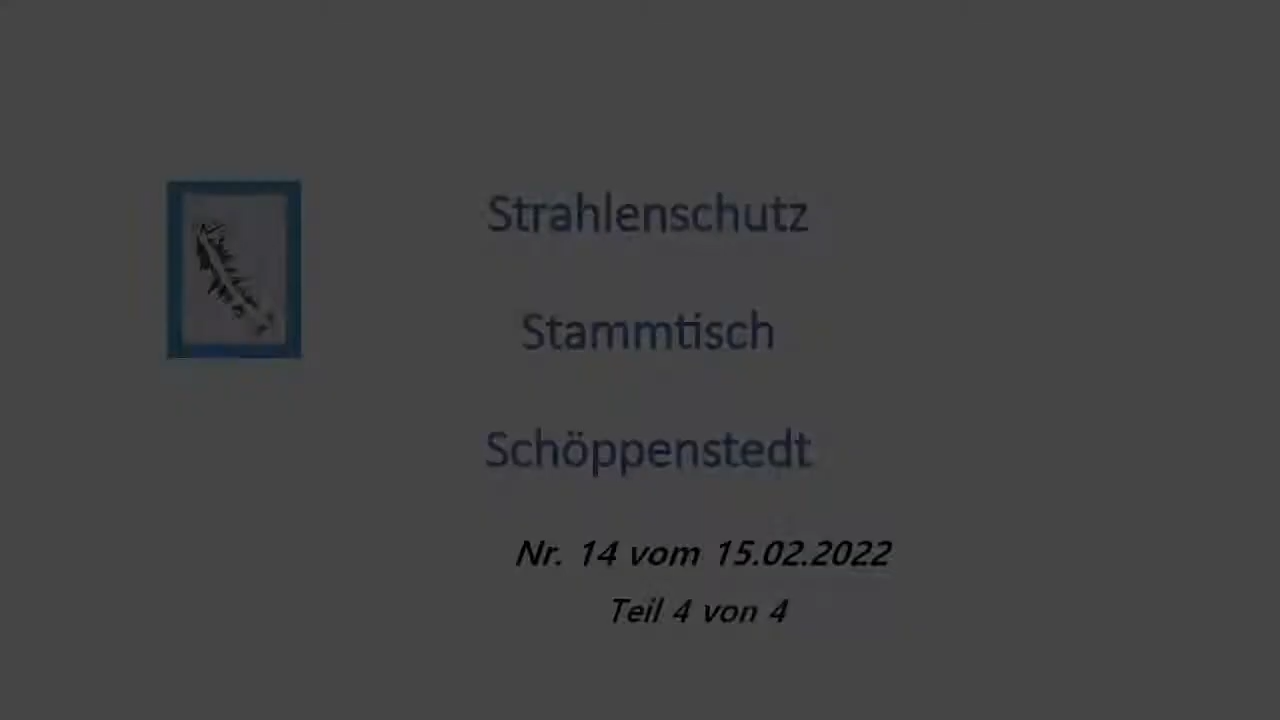 Strahlenschutz
Stammtisch
Schöppenstedt
Nr. 14 vom 15.02.2022
Teil 4 von 4